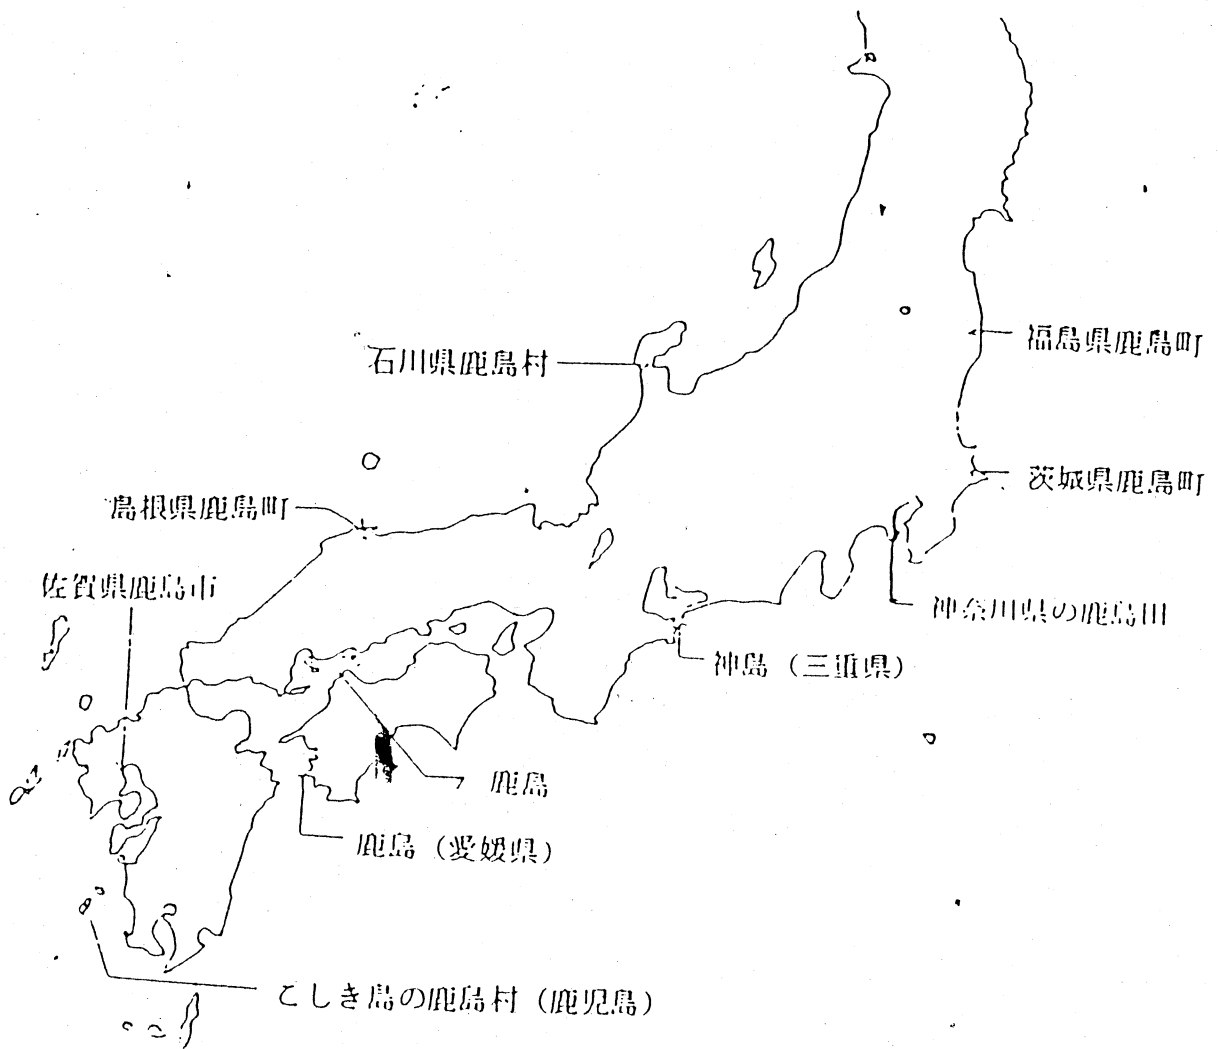 石川県鹿島村
福島県鹿島町
茨城県鹿島町
島根県鹿島町
佐賀県鹿島市
神奈川県の鹿島田
神島（三重県）
鹿島
鹿島（愛媛県）
こしき島の鹿島村（鹿児島）